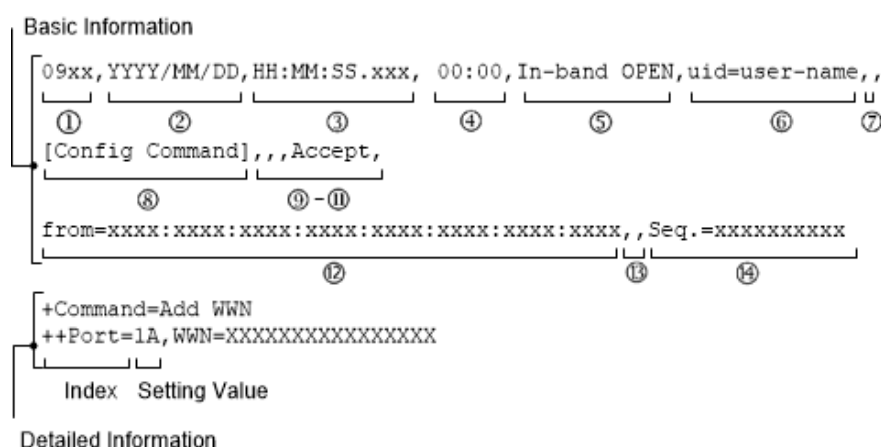 Basic Information
09xx,YYYY/MM/DD,HH:MM:SS.xxx, 00:00,In-band OPEN,uid=user-name,,
① ② ③ ④ ⑤ ⑥ ⑦
[Config Command],,,Accept,
⑧ ⑨-⑪
from=xxxx:xxxx:xxxx:xxxx:xxxx:xxxx:xxxx:xxxx,,Seq.=xxxxxxxxxx
⑫ ⑬ ⑭
+Command=Add WWN
++Port=1A,WWN=XXXXXXXXXXXXXXXX
Index Setting Value
Detailed Information